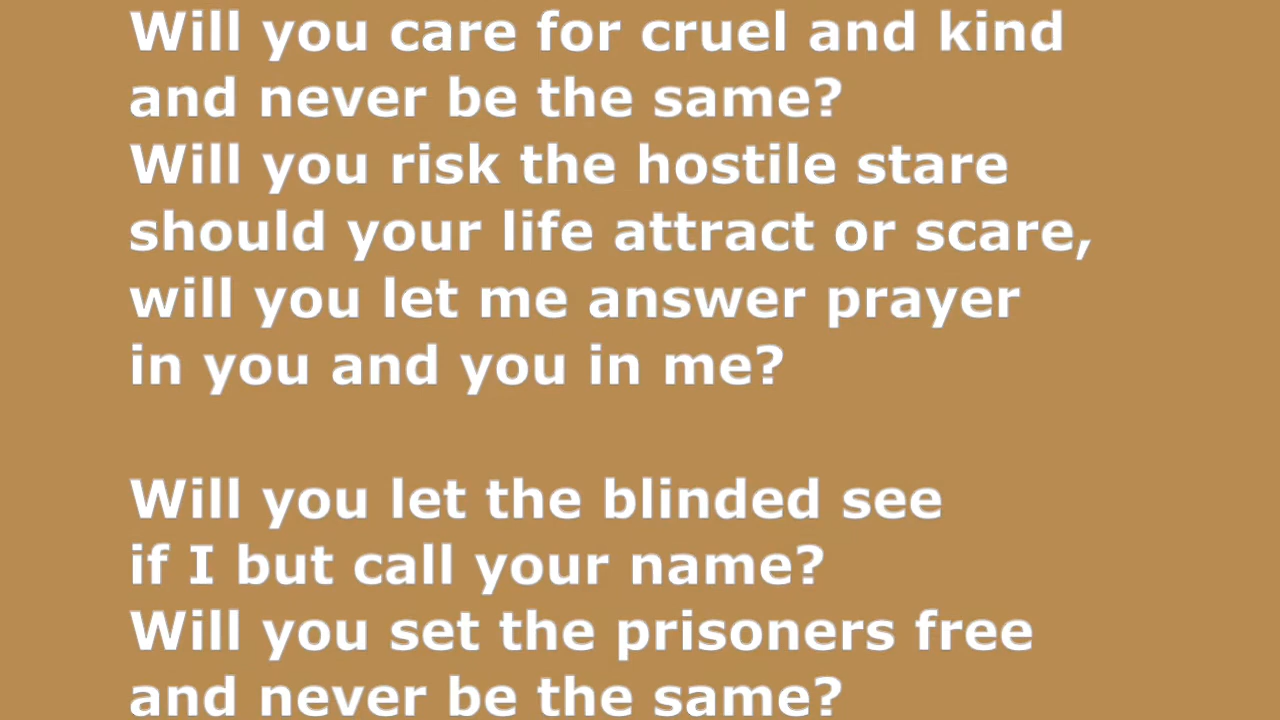 Will you care for cruel and kind
and never be the same?
Will you risk the hostile stare
should your life attract or scare,
will you let me answer prayer
in you and you in me?

Will you let the blinded see
if I but call your name?
Will you set the prisoners free
and never be the same?